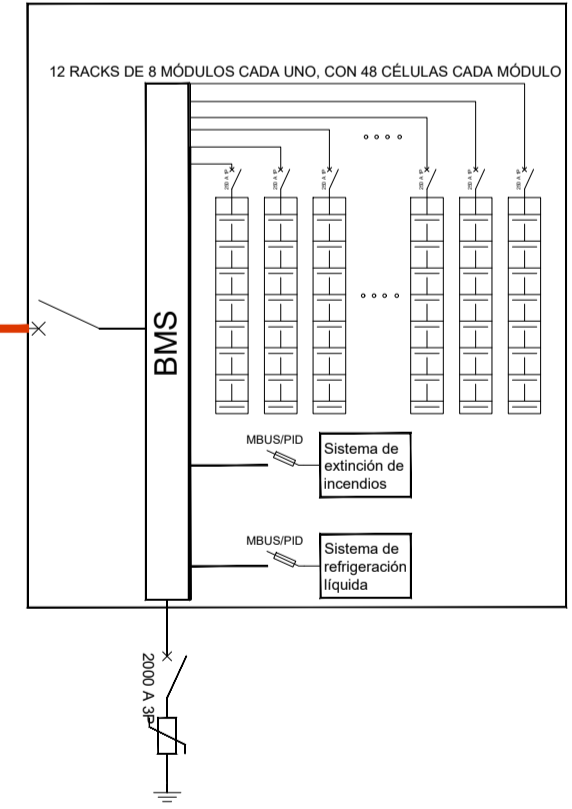 12 RACKS DE 8 MÓDULOS CADA UNO, CON 48 CÉLULAS CADA MÓDULO
BMS
MBUS/PID
Sistema de
extinción de
incendios
MBUS/PID
Sistema de
refrigeración
líquida
2000 A 3P